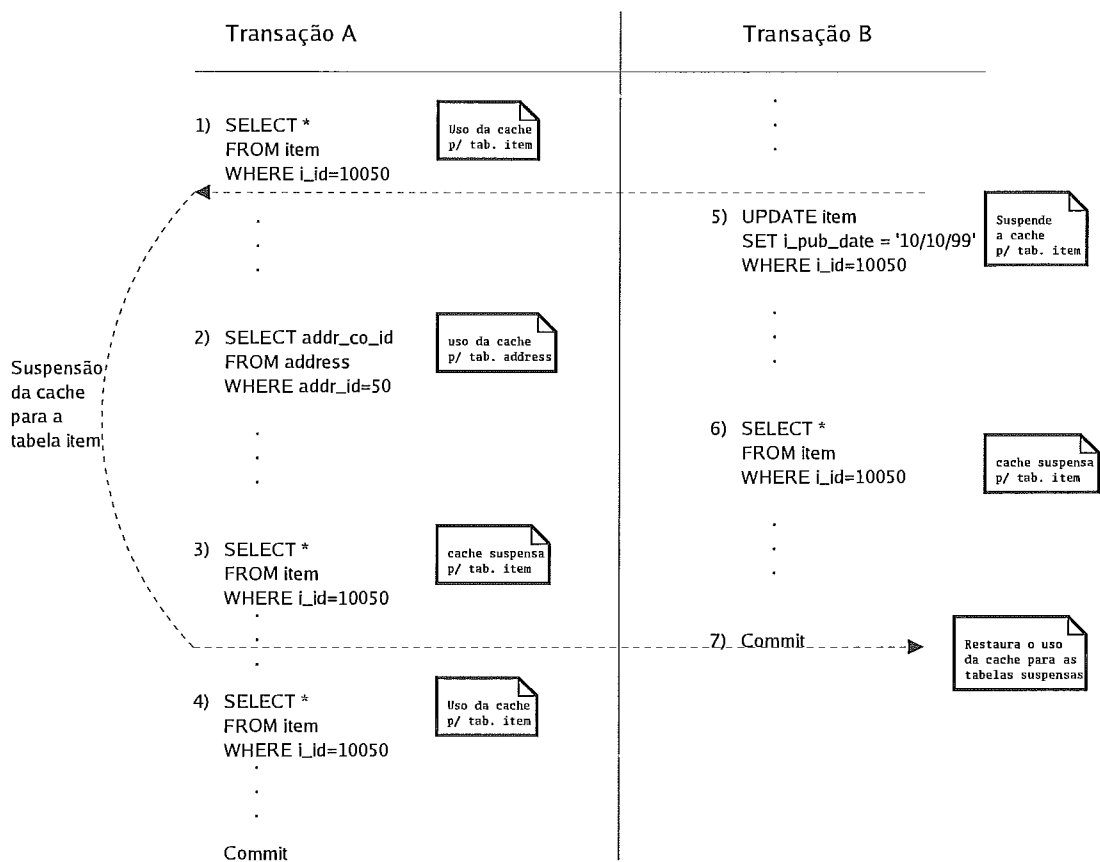 Transação A
Transação B
1) SELECT *
FROM item
WHERE i_id=10050
Uso da cache
p/ tab. item
5) UPDATE item
SET i_pub_date = '10/10/99'
WHERE i_id=10050
Suspende
a cache
p/ tab. item
2) SELECT addr_co_id
FROM address
WHERE addr_id=50
uso da cache
p/ tab. address
Suspensão
da cache
para a
tabela item
6) SELECT *
FROM item
WHERE i_id=10050
cache suspensa
p/ tab. item
3) SELECT *
FROM item
WHERE i_id=10050
cache suspensa
p/ tab. item
7) Commit
Restaura o uso
da cache para as
tabelas suspensas
4) SELECT *
FROM item
WHERE i_id=10050
Uso da cache
p/ tab. item
Commit